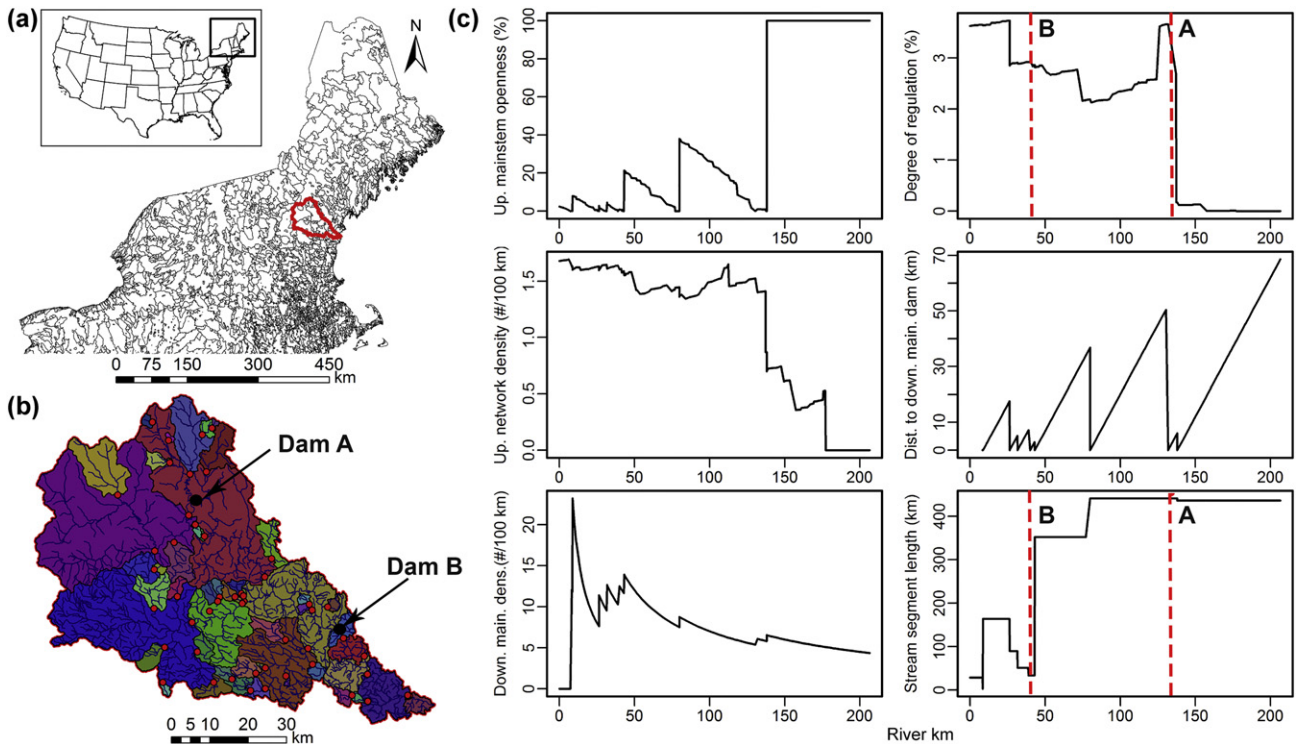 (a)
N
0 75 150 300 450
km
(b)
Dam A
Dam B
0 5 10 20 30
km
(c)
Up. mainstem openness (%)
0 20 40 60 80 100
0 50 100 150 200
Degree of regulation (%)
0 1 2 3
B
A
0 50 100 150 200
Up. network density (#/100 km)
0.0 0.5 1.0 1.5
0 50 100 150 200
Dist. to down. main. dam (km)
0 10 20 30 50 70
0 50 100 150 200
Down. main. dens.(#/100 km)
0 5 10 15 20
0 50 100 150 200
Stream segment length (km)
0 100 200 300 400
B
A
0 50 100 150 200
River km